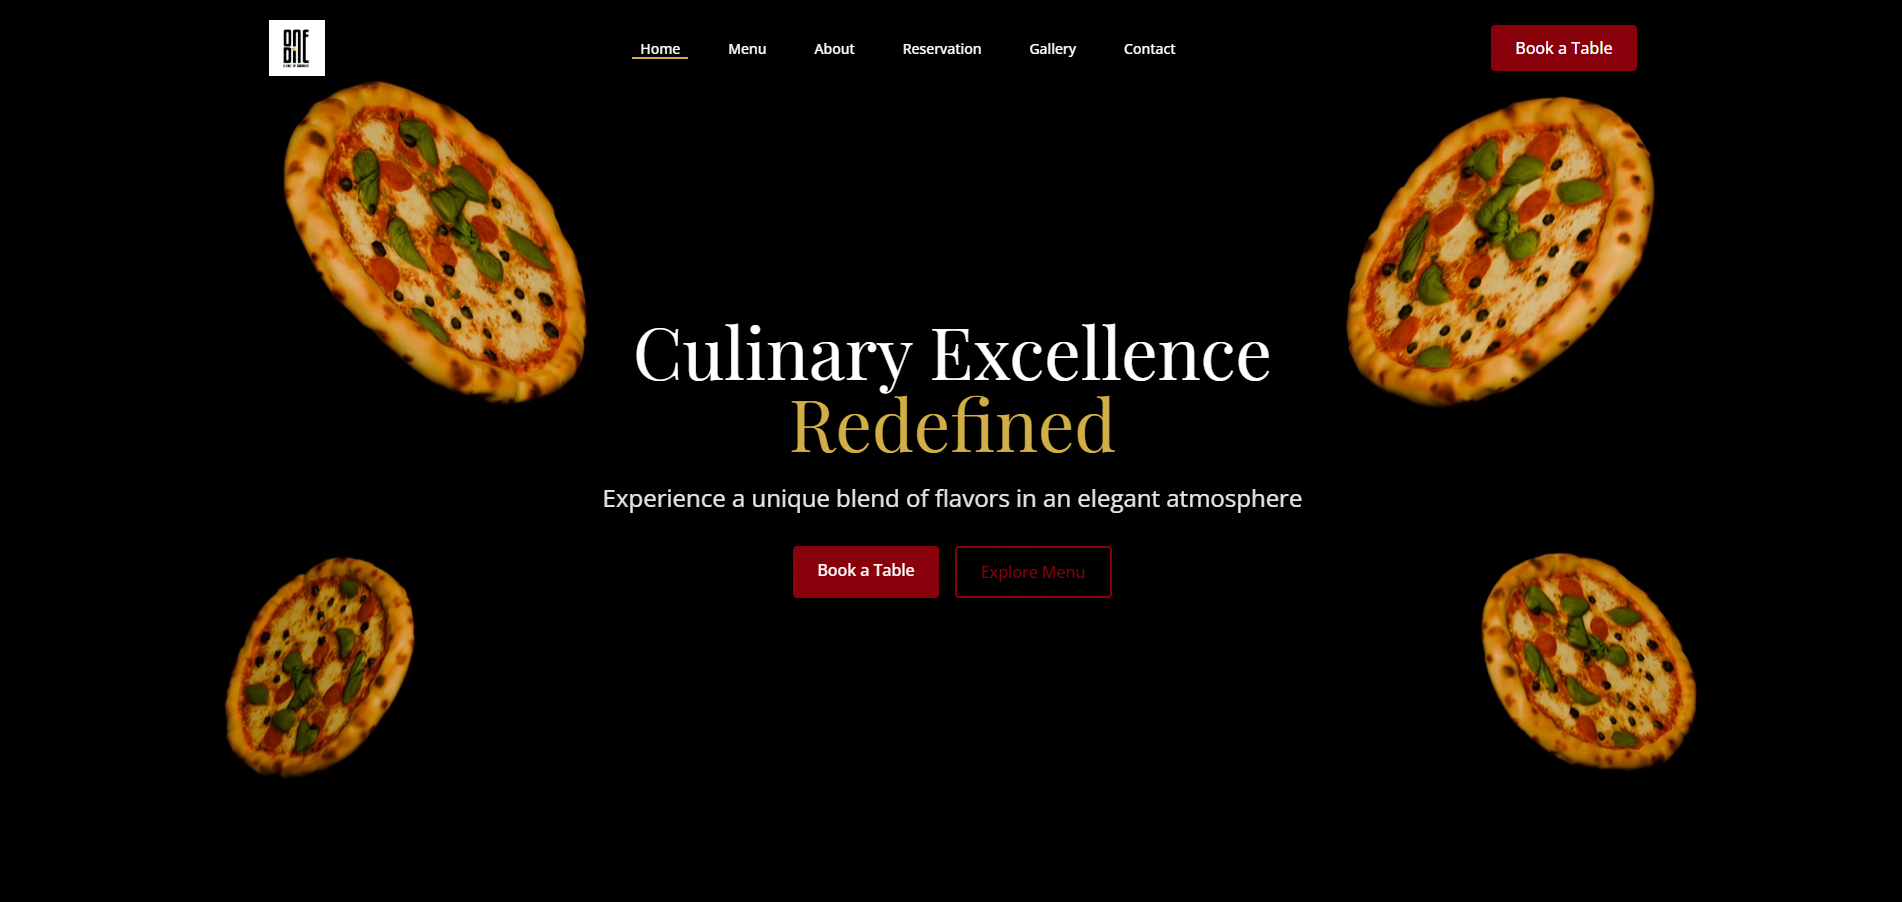 Home Menu About Reservation Gallery Contact
Book a Table
Culinary Excellence
Redefined
Experience a unique blend of flavors in an elegant atmosphere
Book a Table
Explore Menu